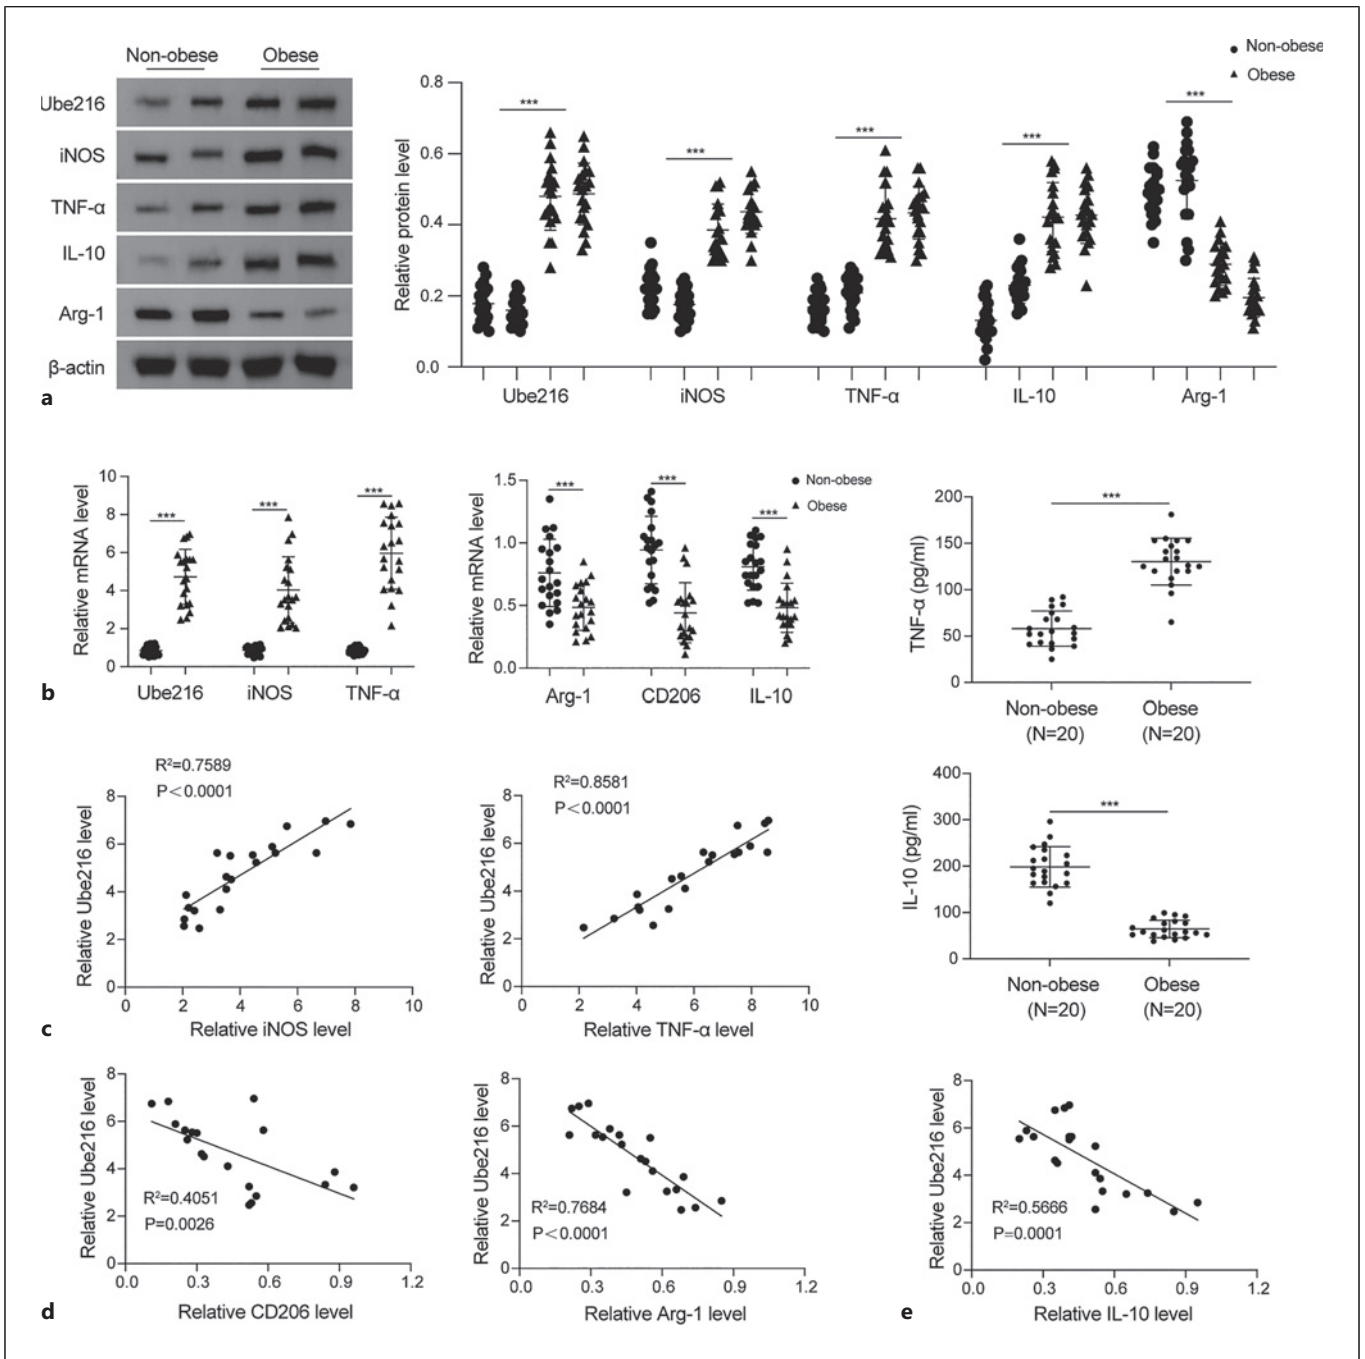 Non-obese Obese
Ube216
iNOS
TNF-α
IL-10
Arg-1
β-actin
a
Non-obese
Obese
Relative protein level
0.8
0.6
0.4
0.2
0.0
*** *** *** *** ***
Ube216 iNOS TNF-α IL-10 Arg-1
b
Relative mRNA level
10
8
6
4
2
0
*** *** ***
Ube216 iNOS TNF-α
Relative mRNA level
1.5
1.0
0.5
0.0
*** *** ***
Non-obese
Obese
Arg-1 CD206 IL-10
TNF-α (pg/ml)
200
150
100
50
0
***
Non-obese Obese
(N=20) (N=20)
c
R²=0.7589
P<0.0001
Relative Ube216 level
8
6
4
2
0
0 2 4 6 8 10
Relative iNOS level
R²=0.8581
P<0.0001
Relative Ube216 level
8
6
4
2
0
0 2 4 6 8 10
Relative TNF-α level
IL-10 (pg/ml)
400
300
200
100
0
***
Non-obese Obese
(N=20) (N=20)
d
Relative Ube216 level
8
6
4
2
0
R²=0.4051
P=0.0026
0.0 0.3 0.6 0.9 1.2
Relative CD206 level
Relative Ube216 level
8
6
4
2
0
R²=0.7684
P<0.0001
0.0 0.3 0.6 0.9 1.2
Relative Arg-1 level
e
Relative Ube216 level
8
6
4
2
0
R²=0.5666
P=0.0001
0.0 0.3 0.6 0.9 1.2
Relative IL-10 level